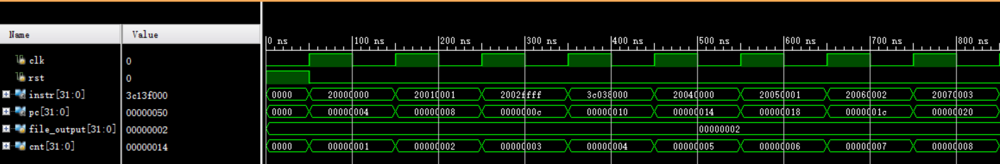 Name Value
0 ns 100 ns 200 ns 300 ns 400 ns 500 ns 600 ns 700 ns 800 ns
clk 0
rst 0
instr[31:0] 3c13f000 0000 20000000 20010001 2002ffff 3c038000 20040000 20050001 20060002 20070003
pc[31:0] 00000050 0000 00000004 00000008 0000000c 00000010 00000014 00000018 0000001c 00000020
file_output[31:0] 00000002 00000002
cnt[31:0] 00000014 0000 00000001 00000002 00000003 00000004 00000005 00000006 00000007 00000008